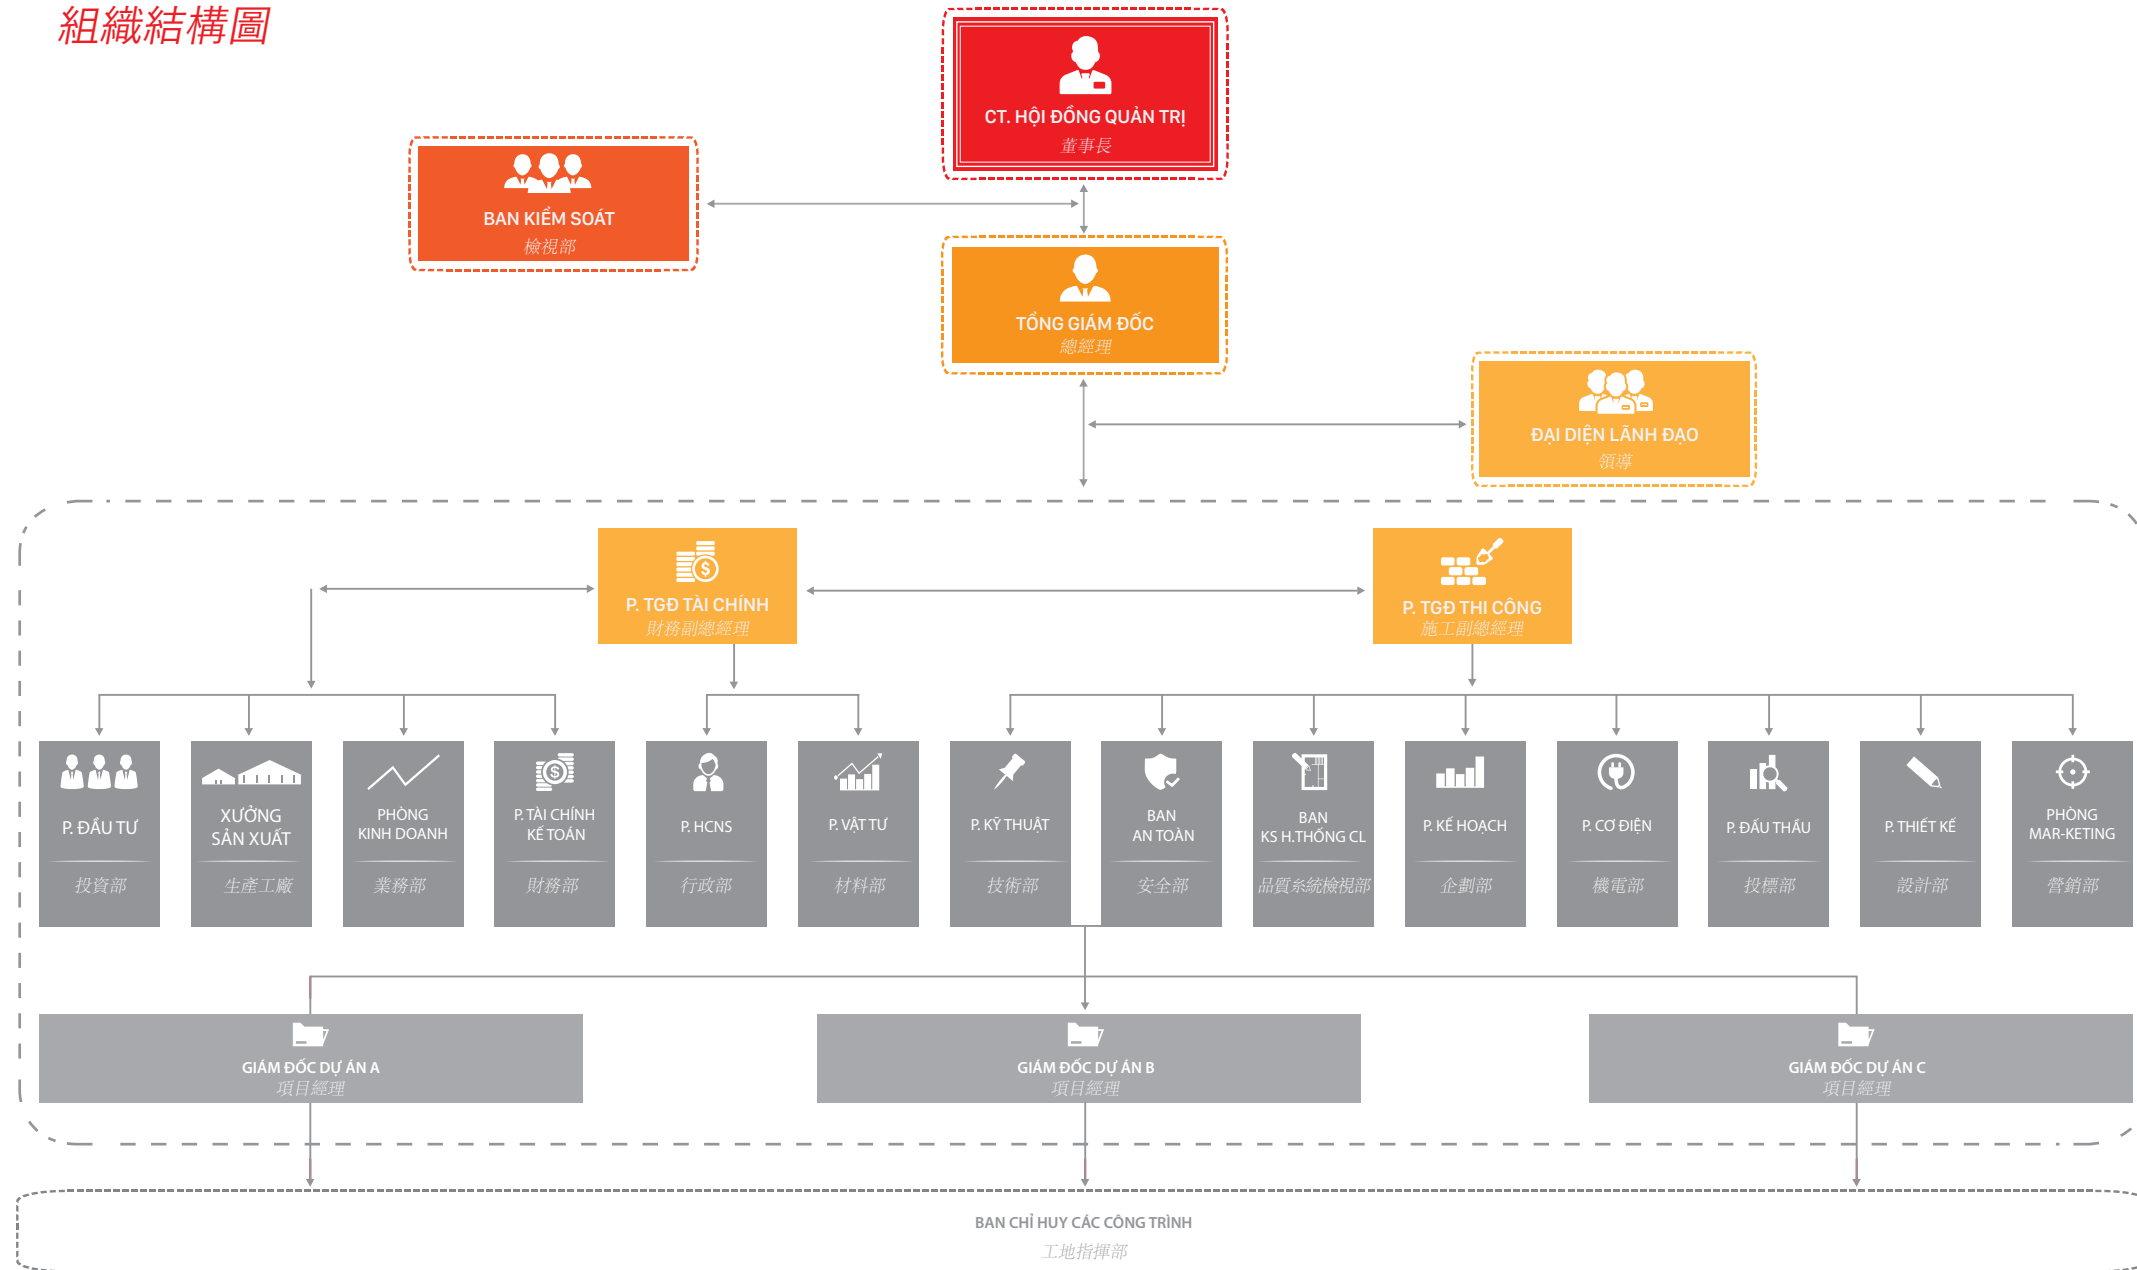 組織結構圖
CT. HỘI ĐỒNG QUẢN TRỊ
董事長
BAN KIỂM SOÁT
檢視部
TỔNG GIÁM ĐỐC
總經理
ĐẠI DIỆN LÃNH ĐẠO
領導
P. TGĐ TÀI CHÍNH
財務副總經理
P. TGĐ THI CÔNG
施工副總經理
P. ĐẦU TƯ
投資部
XƯỞNG
SẢN XUẤT
生產工廠
PHÒNG
KINH DOANH
業務部
P. TÀI CHÍNH
KẾ TOÁN
財務部
P. HCNS
行政部
P. VẬT TƯ
材料部
P. KỸ THUẬT
技術部
BAN
AN TOÀN
安全部
BAN
KS H.THỐNG CL
品質系統檢視部
P. KẾ HOẠCH
企劃部
P. CƠ ĐIỆN
機電部
P. ĐẤU THẦU
投標部
P. THIẾT KẾ
設計部
PHÒNG
MAR-KETING
營銷部
GIÁM ĐỐC DỰ ÁN A
項目經理
GIÁM ĐỐC DỰ ÁN B
項目經理
GIÁM ĐỐC DỰ ÁN C
項目經理
BAN CHỈ HUY CÁC CÔNG TRÌNH
工地指揮部